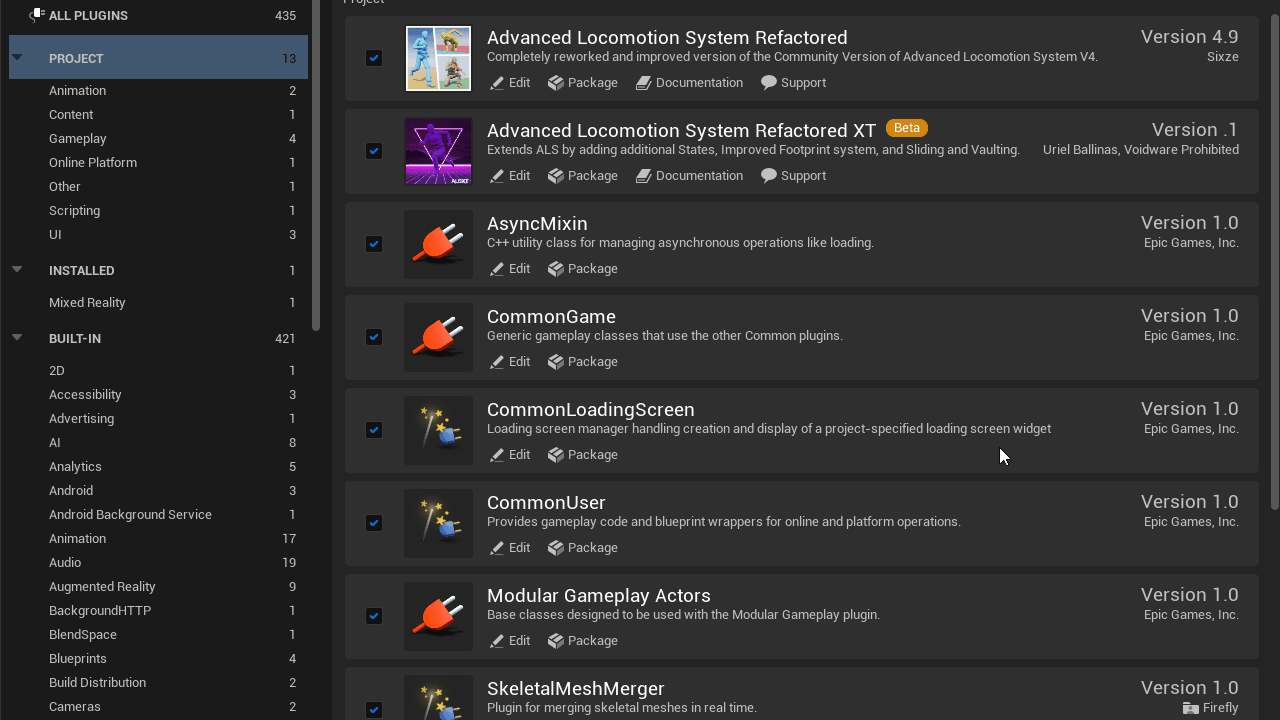 ALL PLUGINS 435
PROJECT 13
Animation 2
Content 1
Gameplay 4
Online Platform 1
Other 1
Scripting 1
UI 3
INSTALLED 1
Mixed Reality 1
BUILT-IN 421
2D 1
Accessibility 3
Advertising 1
AI 8
Analytics 5
Android 3
Android Background Service 1
Animation 17
Audio 19
Augmented Reality 9
BackgroundHTTP 1
BlendSpace 1
Blueprints 4
Build Distribution 2
Cameras 2
Project
Advanced Locomotion System Refactored Version 4.9
Completely reworked and improved version of the Community Version of Advanced Locomotion System V4. Sixze
Edit Package Documentation Support
Advanced Locomotion System Refactored XT Beta Version .1
Extends ALS by adding additional States, Improved Footprint system, and Sliding and Vaulting. Uriel Ballinas, Voidware Prohibited
ALSXT
Edit Package Documentation Support
AsyncMixin Version 1.0
C++ utility class for managing asynchronous operations like loading. Epic Games, Inc.
Edit Package
CommonGame Version 1.0
Generic gameplay classes that use the other Common plugins. Epic Games, Inc.
Edit Package
CommonLoadingScreen Version 1.0
Loading screen manager handling creation and display of a project-specified loading screen widget Epic Games, Inc.
Edit Package
CommonUser Version 1.0
Provides gameplay code and blueprint wrappers for online and platform operations. Epic Games, Inc.
Edit Package
Modular Gameplay Actors Version 1.0
Base classes designed to be used with the Modular Gameplay plugin. Epic Games, Inc.
Edit Package
SkeletalMeshMerger Version 1.0
Plugin for merging skeletal meshes in real time. Firefly